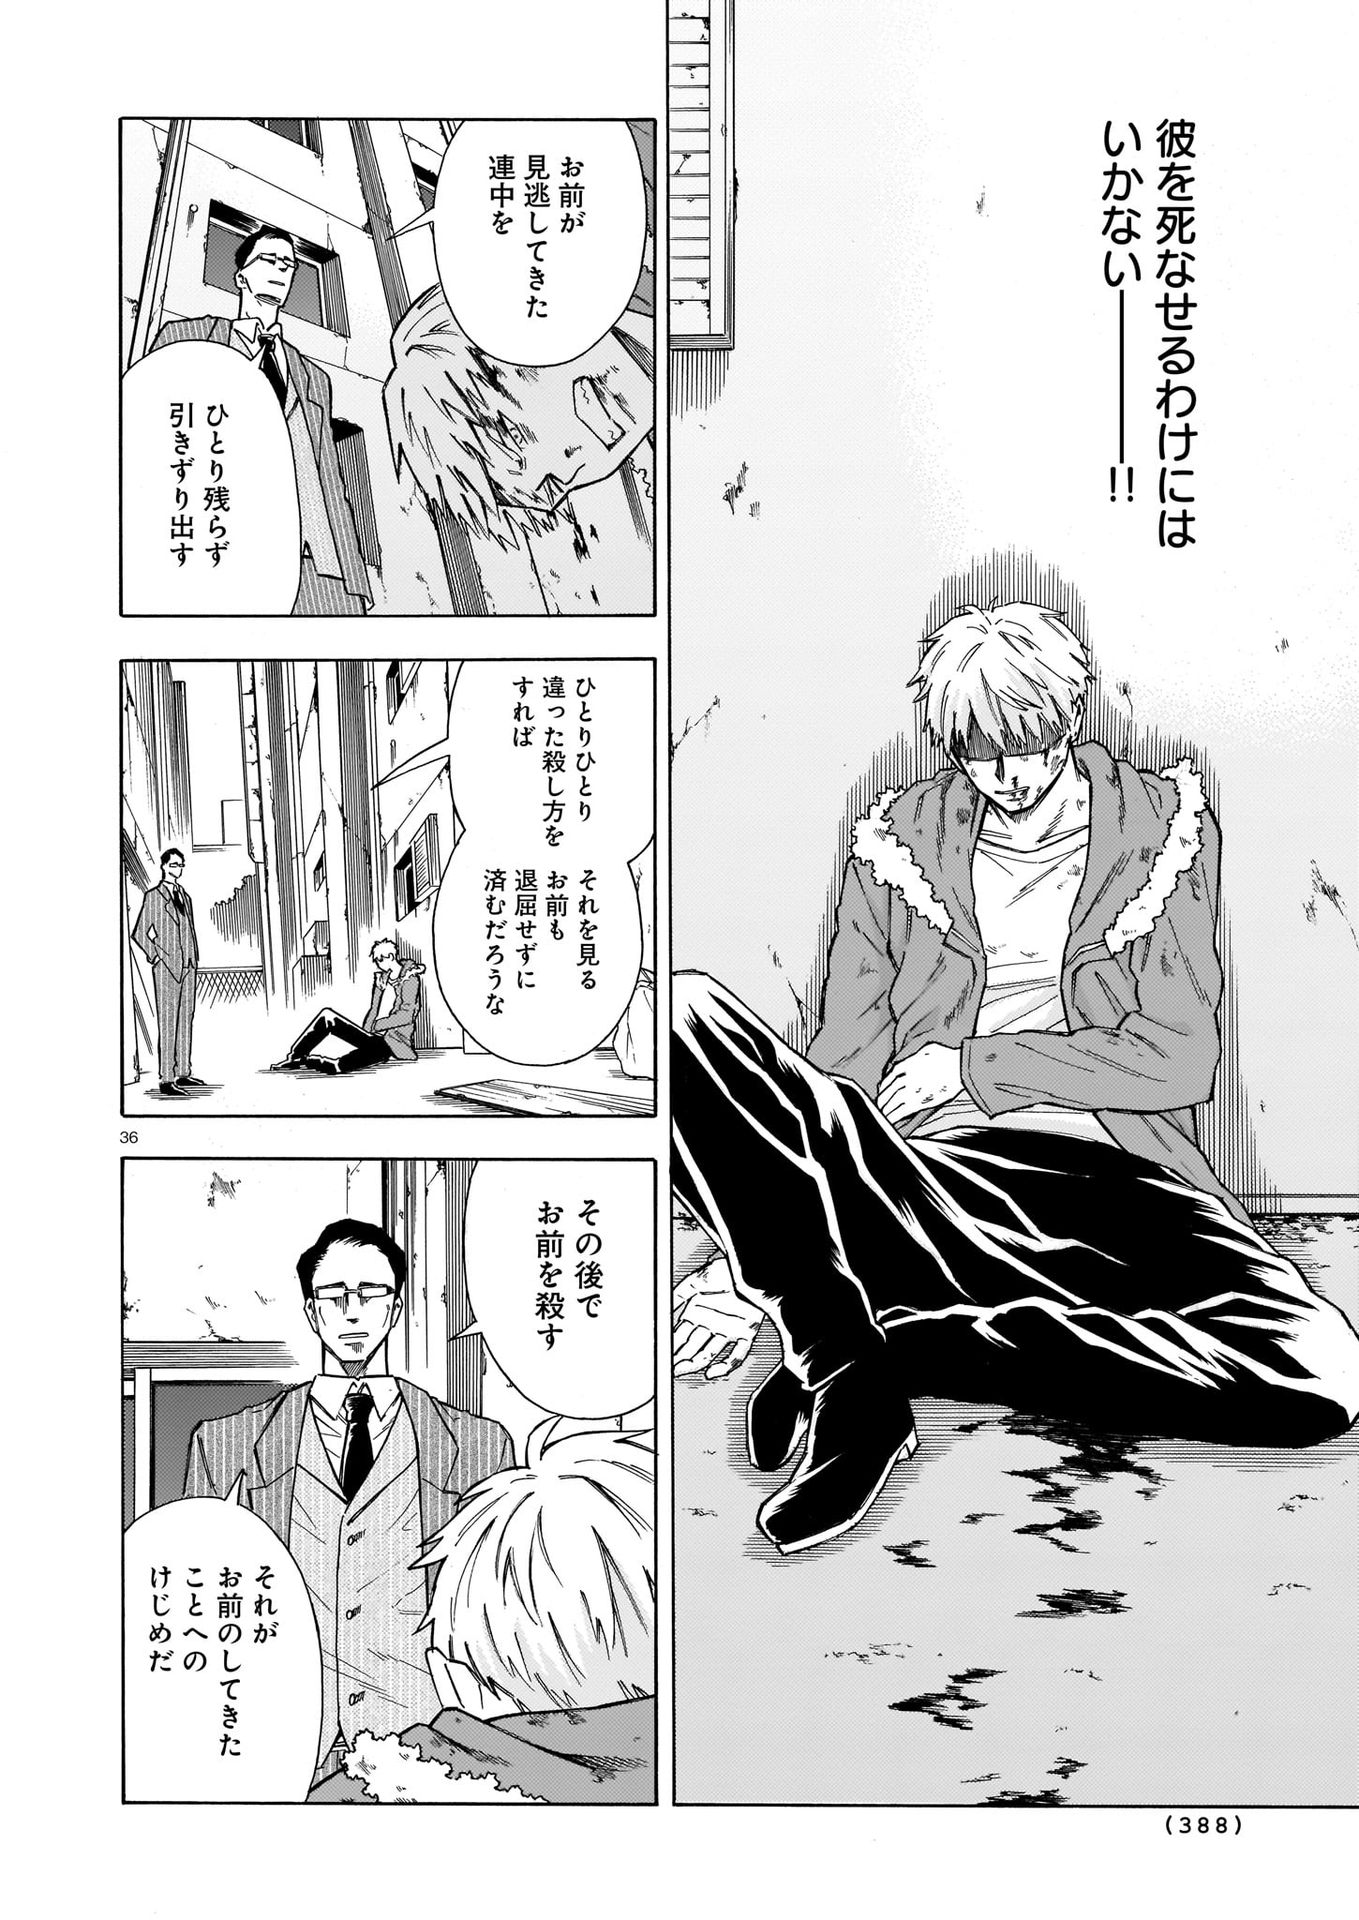 彼を死なせるわけには
いかない――!!
お前が
見逃してきた
連中を
ひとり残らず
引きずり出す
ひとりひとり
違った殺し方を
すれば
それを見る
お前も
退屈せずに
済むだろうな
その後で
お前を殺す
それが
お前のしてきた
ことへの
けじめだ
36
(388)